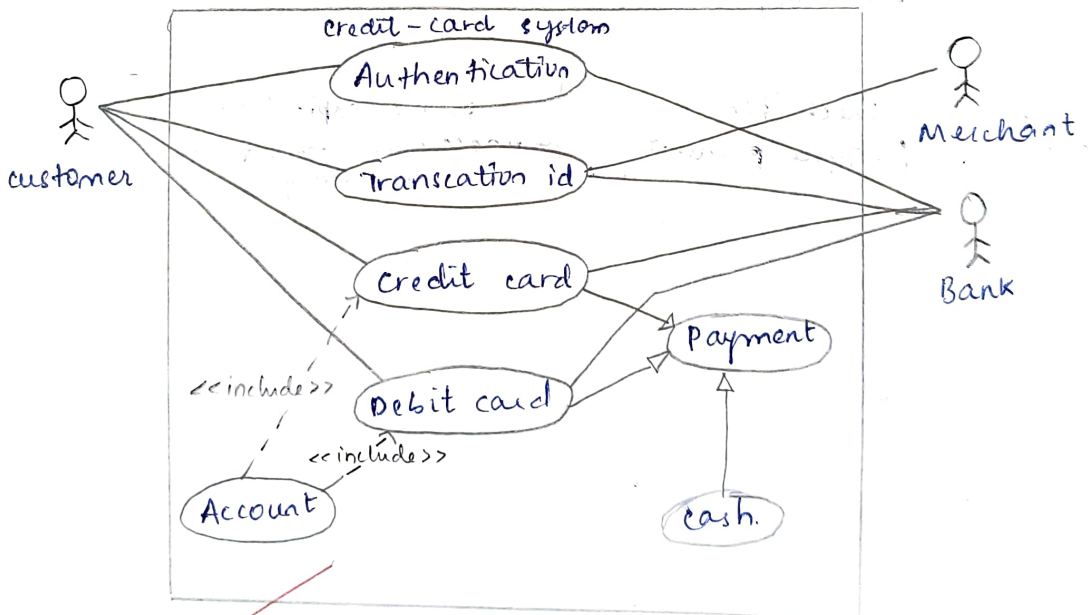 credit-card system
Authentication
Merchant
customer
Transcation id
Credit card
Bank
Payment
<<include>>
Debit card
<<include>>
Account
cash.